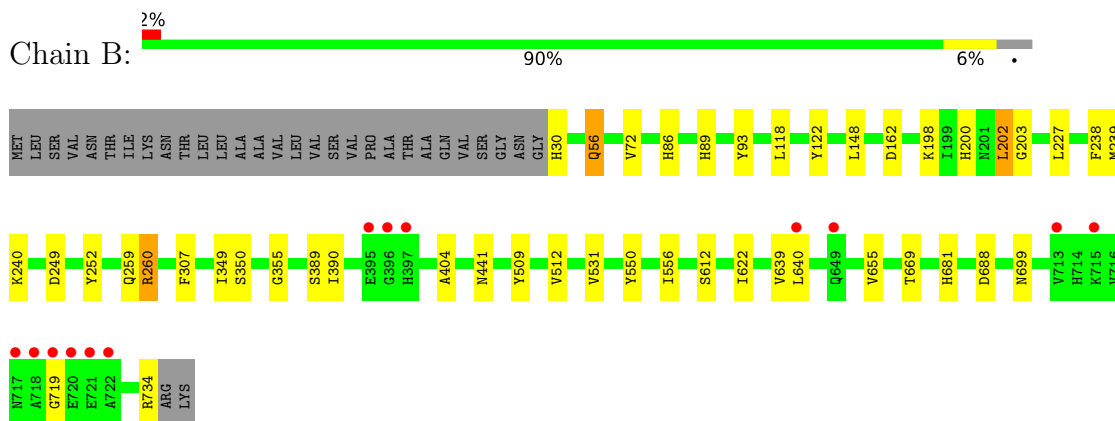 2%
Chain B:
90% 6% •
MET LEU SER VAL ASN THR ILE LYS ASN THR LEU LEU ALA ALA VAL LEU VAL SER VAL PRO ALA THR ALA GLN VAL SER GLY ASN GLY H30 Q56 V72 H86 H89 Y93 L118 Y122 L148 D162 K198 I199 H200 N201 L202 G203 L227 F238 M239
K240 D249 Y252 Q259 R260 F307 I349 S350 G355 S389 I390 E395 G396 H397 A404 N441 Y509 V512 V531 Y550 I556 S612 I622 V639 L640 Q649 V655 T669 H681 D688 N699 V713 H714 K715 V716
N717 A718 G719 E720 E721 A722 R734 ARG LYS